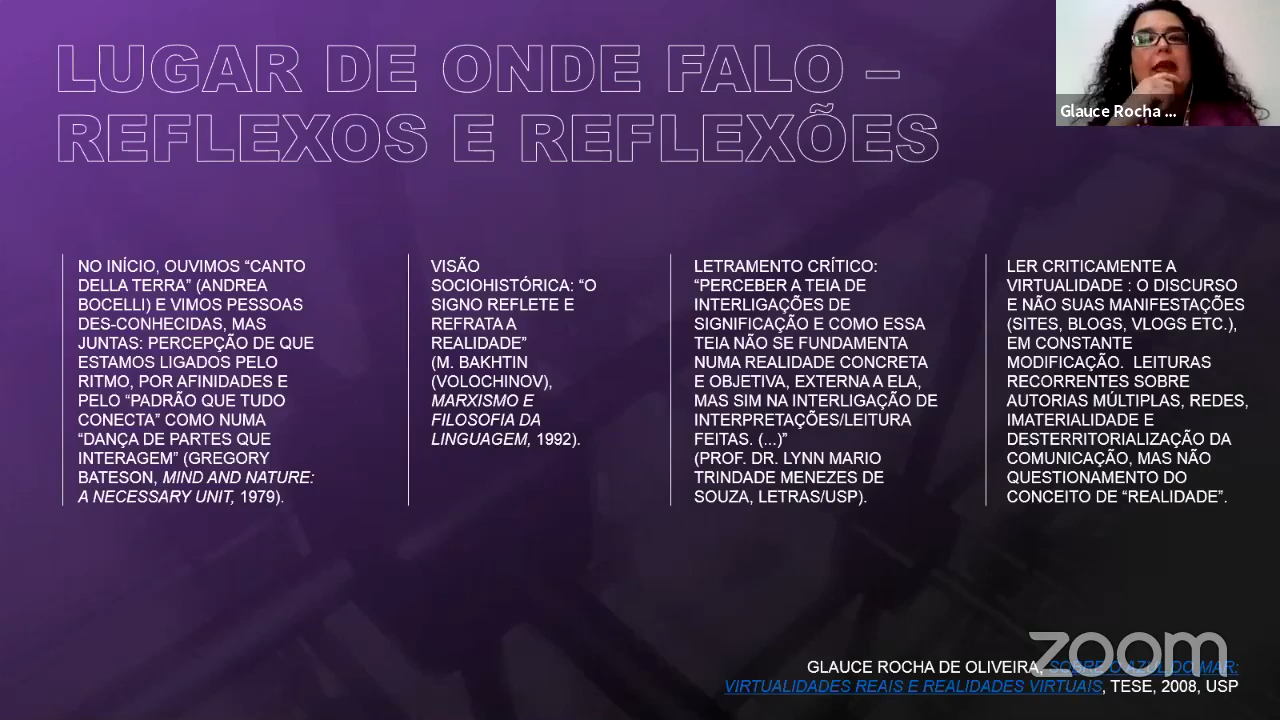 LUGAR DE ONDE FALO –
REFLEXOS E REFLEXÕES
Glauce Rocha ...
NO INÍCIO, OUVIMOS “CANTO
DELLA TERRA” (ANDREA
BOCELLI) E VIMOS PESSOAS
DES-CONHECIDAS, MAS
JUNTAS: PERCEPÇÃO DE QUE
ESTAMOS LIGADOS PELO
RITMO, POR AFINIDADES E
PELO “PADRÃO QUE TUDO
CONECTA” COMO NUMA
“DANÇA DE PARTES QUE
INTERAGEM” (GREGORY
BATESON, MIND AND NATURE:
A NECESSARY UNIT, 1979).
VISÃO
SOCIOHISTÓRICA: “O
SIGNO REFLETE E
REFRATA A
REALIDADE”
(M. BAKHTIN
(VOLOCHINOV),
MARXISMO E
FILOSOFIA DA
LINGUAGEM, 1992).
LETRAMENTO CRÍTICO:
“PERCEBER A TEIA DE
INTERLIGAÇÕES DE
SIGNIFICAÇÃO E COMO ESSA
TEIA NÃO SE FUNDAMENTA
NUMA REALIDADE CONCRETA
E OBJETIVA, EXTERNA A ELA,
MAS SIM NA INTERLIGAÇÃO DE
INTERPRETAÇÕES/LEITURA
FEITAS. (...)”
(PROF. DR. LYNN MARIO
TRINDADE MENEZES DE
SOUZA, LETRAS/USP).
LER CRITICAMENTE A
VIRTUALIDADE : O DISCURSO
E NÃO SUAS MANIFESTAÇÕES
(SITES, BLOGS, VLOGS ETC.),
EM CONSTANTE
MODIFICAÇÃO. LEITURAS
RECORRENTES SOBRE
AUTORIAS MÚLTIPLAS, REDES,
IMATERIALIDADE E
DESTERRITORIALIZAÇÃO DA
COMUNICAÇÃO, MAS NÃO
QUESTIONAMENTO DO
CONCEITO DE “REALIDADE”.
zoom
GLAUCE ROCHA DE OLIVEIRA, SOBRE O AZUL DO MAR:
VIRTUALIDADES REAIS E REALIDADES VIRTUAIS, TESE, 2008, USP